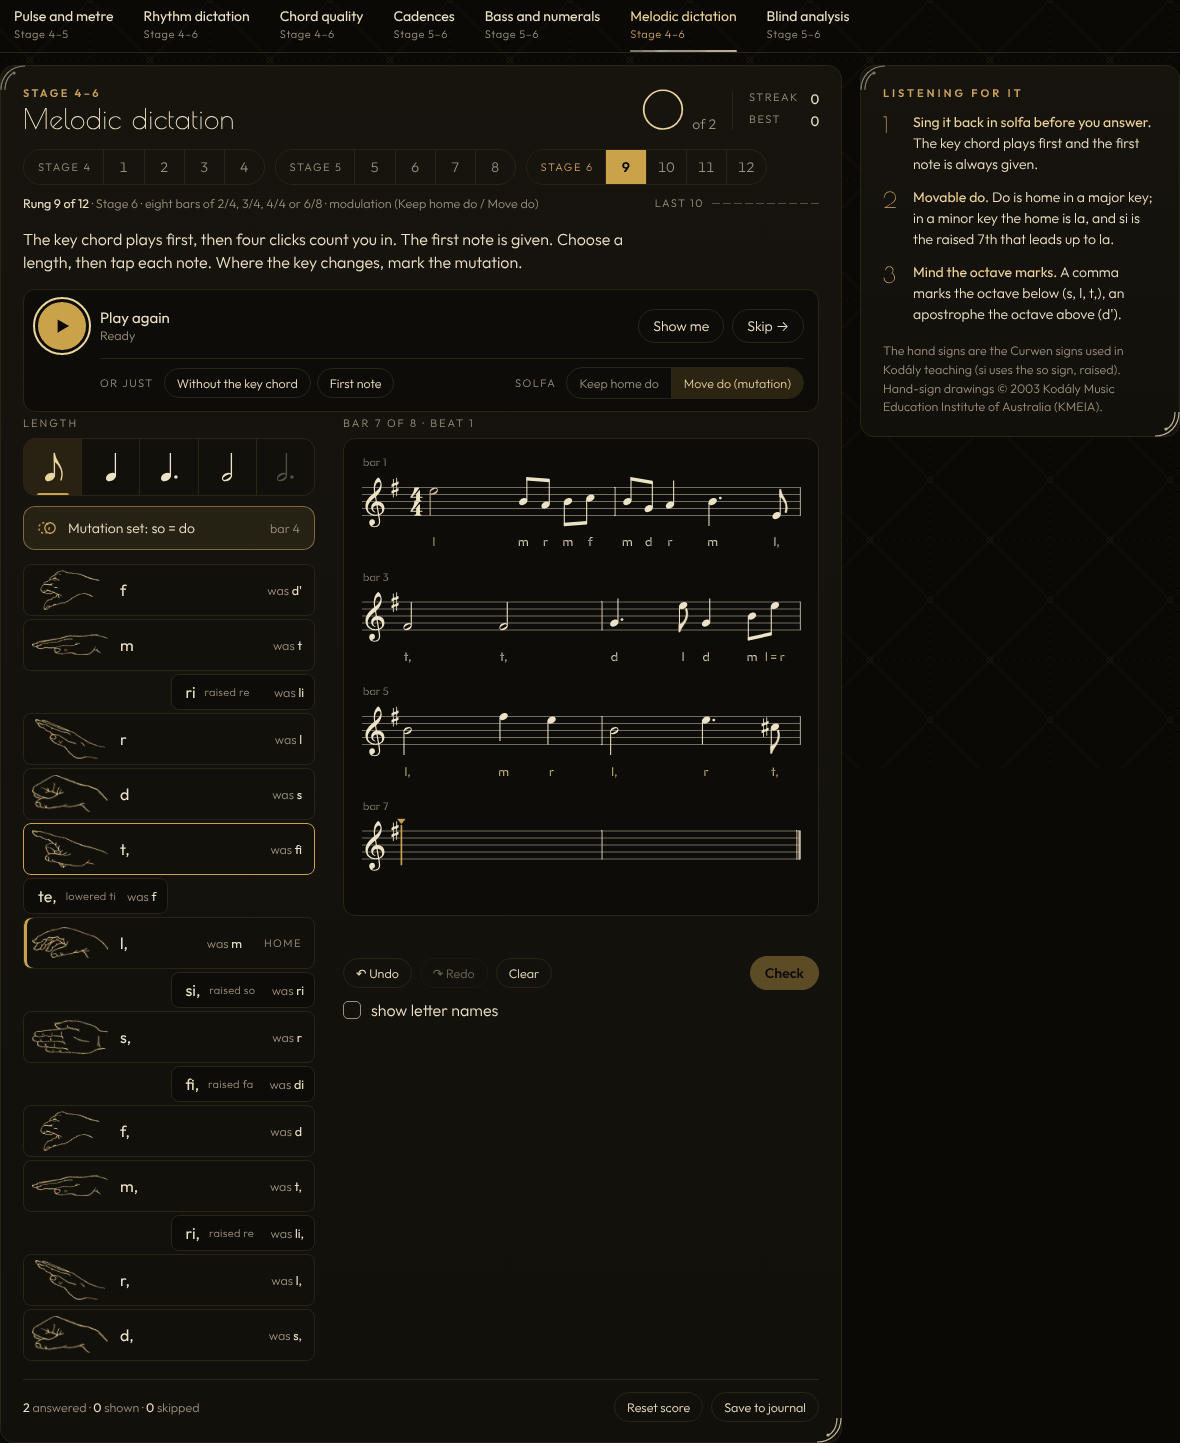 Pulse and metre
Stage 4–5
Rhythm dictation
Stage 4–6
Chord quality
Stage 4–6
Cadences
Stage 5–6
Bass and numerals
Stage 5–6
Melodic dictation
Stage 4–6
Blind analysis
Stage 5–6
STAGE 4–6
Melodic dictation
of 2
STREAK 0
BEST 0
STAGE 4 1 2 3 4
STAGE 5 5 6 7 8
STAGE 6 9 10 11 12
Rung 9 of 12 · Stage 6 · eight bars of 2/4, 3/4, 4/4 or 6/8 · modulation (Keep home do / Move do)
LAST 10
The key chord plays first, then four clicks count you in. The first note is given. Choose a
length, then tap each note. Where the key changes, mark the mutation.
Play again
Ready
Show me
Skip →
OR JUST
Without the key chord
First note
SOLFA
Keep home do
Move do (mutation)
LENGTH
Mutation set: so = do bar 4
f was d'
m was t
ri raised re was li
r was l
d was s
t, was fi
te, lowered ti was f
l, was m HOME
si, raised so was ri
s, was r
fi, raised fa was di
f, was d
m, was t,
ri, raised re was li,
r, was l,
d, was s,
BAR 7 OF 8 · BEAT 1
bar 1
4
4
l m r m f m d r m l,
bar 3
t, t, d l d m l=r
bar 5
l, m r l, r t,
bar 7
↶ Undo
↷ Redo
Clear
Check
show letter names
2 answered · 0 shown · 0 skipped
Reset score
Save to journal
LISTENING FOR IT
1 Sing it back in solfa before you answer.
The key chord plays first and the first
note is always given.
2 Movable do. Do is home in a major key;
in a minor key the home is la, and si is
the raised 7th that leads up to la.
3 Mind the octave marks. A comma
marks the octave below (s, l, t,), an
apostrophe the octave above (d').
The hand signs are the Curwen signs used in
Kodály teaching (si uses the so sign, raised).
Hand-sign drawings © 2003 Kodály Music
Education Institute of Australia (KMEIA).